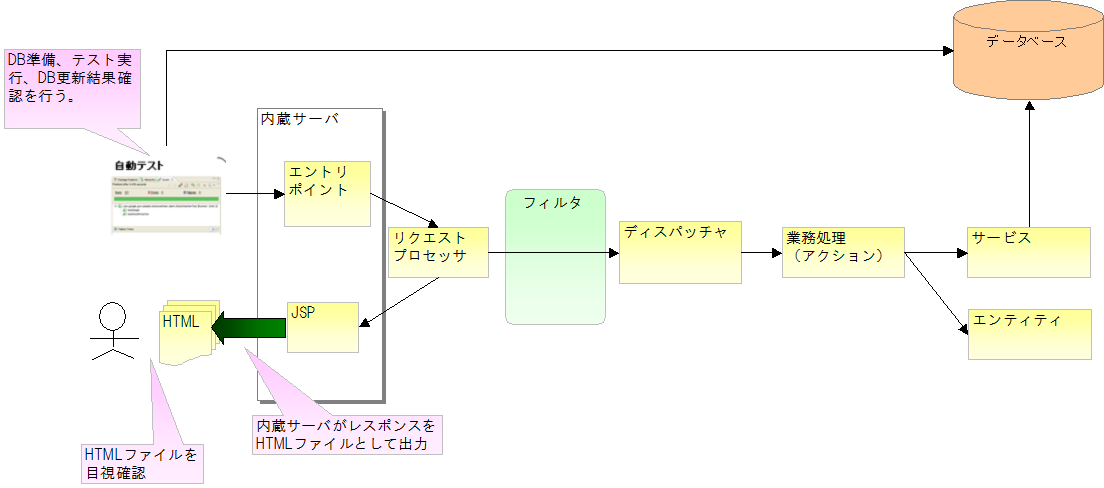 データベース
DB準備、テスト実
行、DB更新結果確
認を行う。
内蔵サーバ
自動テスト
エントリ
ポイント
フィルタ
リクエスト
プロセッサ
ディスパッチャ
業務処理
（アクション）
サービス
JSP
HTML
エンティティ
内蔵サーバがレスポンスを
HTMLファイルとして出力
HTMLファイルを
目視確認